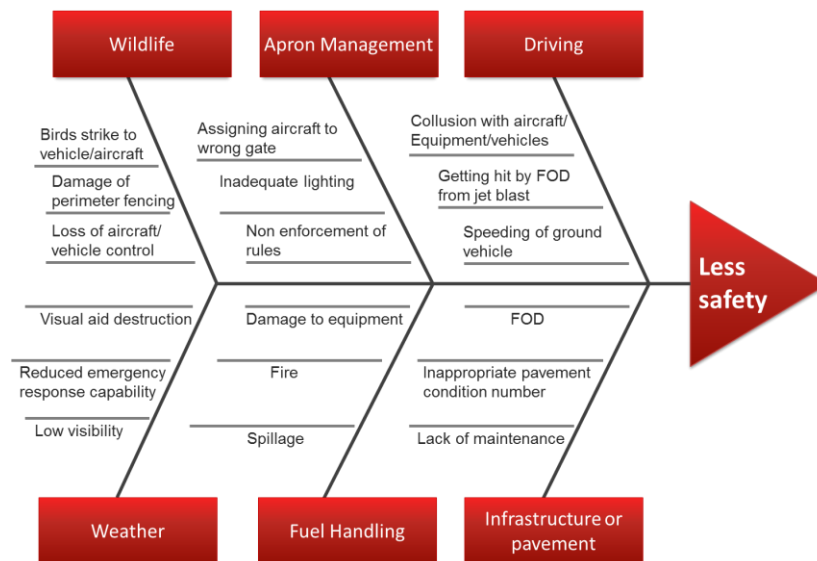 Wildlife
Apron Management
Driving
Birds strike to
vehicle/aircraft
Damage of
perimeter fencing
Loss of aircraft/
vehicle control
Assigning aircraft to
wrong gate
Inadequate lighting
Non enforcement of
rules
Collusion with aircraft/
Equipment/vehicles
Getting hit by FOD
from jet blast
Speeding of ground
vehicle
Less
safety
Visual aid destruction
Reduced emergency
response capability
Low visibility
Damage to equipment
Fire
Spillage
FOD
Inappropriate pavement
condition number
Lack of maintenance
Weather
Fuel Handling
Infrastructure or
pavement